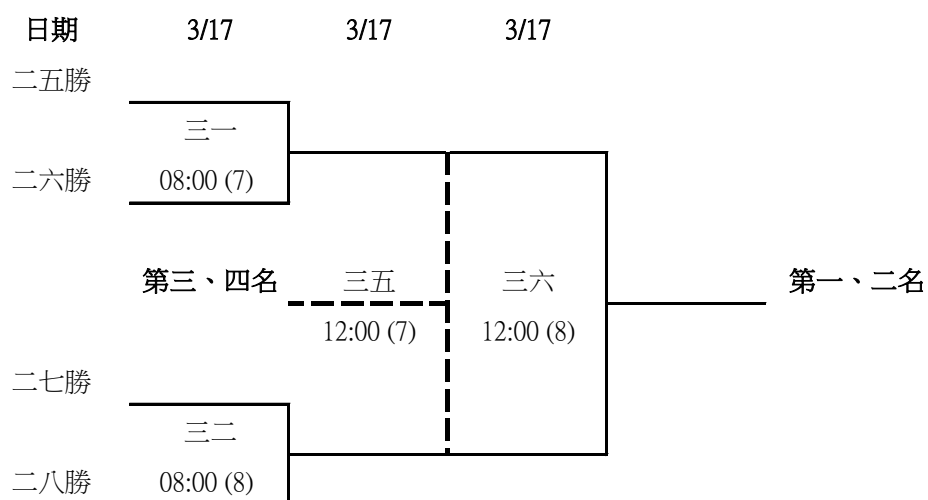 日期 3/17 3/17 3/17
二五勝
三一
二六勝 08:00 (7)
第三、四名 三五 三六 第一、二名
12:00 (7) 12:00 (8)
二七勝
三二
二八勝 08:00 (8)